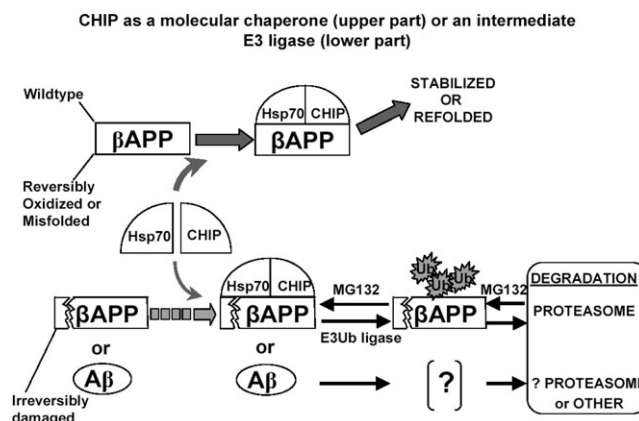 CHIP as a molecular chaperone (upper part) or an intermediate
E3 ligase (lower part)
Wildtype
βAPP
Reversibly
Oxidized or
Misfolded
Hsp70
CHIP
βAPP
STABILIZED
OR
REFOLDED
Hsp70
CHIP
βAPP
or
Aβ
Irreversibly
damaged
Hsp70
CHIP
βAPP
or
Aβ
MG132
E3Ub ligase
Ub
Ub
Ub
βAPP
[?]
MG132
DEGRADATION
PROTEASOME
? PROTEASOME
or OTHER